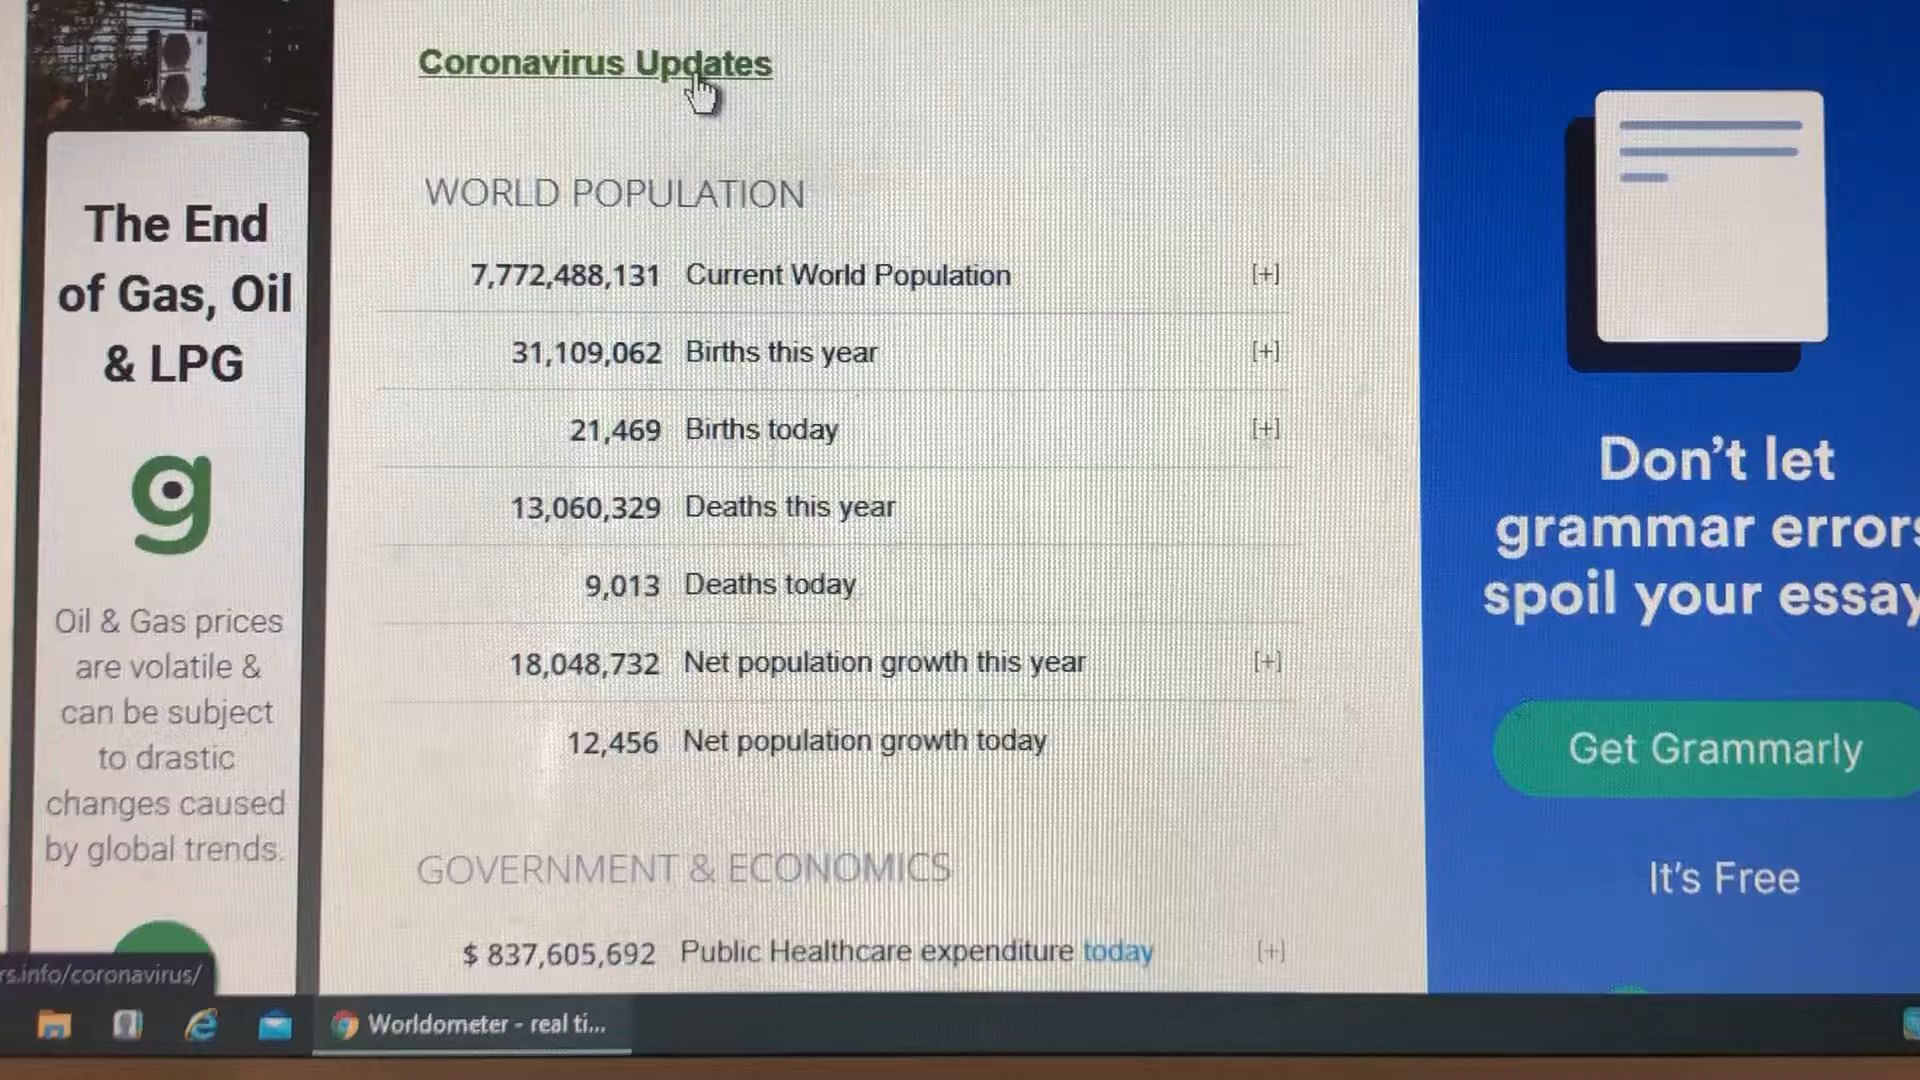 Coronavirus Updates
WORLD POPULATION
7,772,488,131 Current World Population [+]
31,109,062 Births this year [+]
21,469 Births today [+]
13,060,329 Deaths this year
9,013 Deaths today
18,048,732 Net population growth this year [+]
12,456 Net population growth today
GOVERNMENT & ECONOMICS
$ 837,605,692 Public Healthcare expenditure today [+]
The End
of Gas, Oil
& LPG
g
Oil & Gas prices
are volatile &
can be subject
to drastic
changes caused
by global trends.
Don't let
grammar errors
spoil your essay
Get Grammarly
It's Free
rs.info/coronavirus/
Worldometer - real ti...